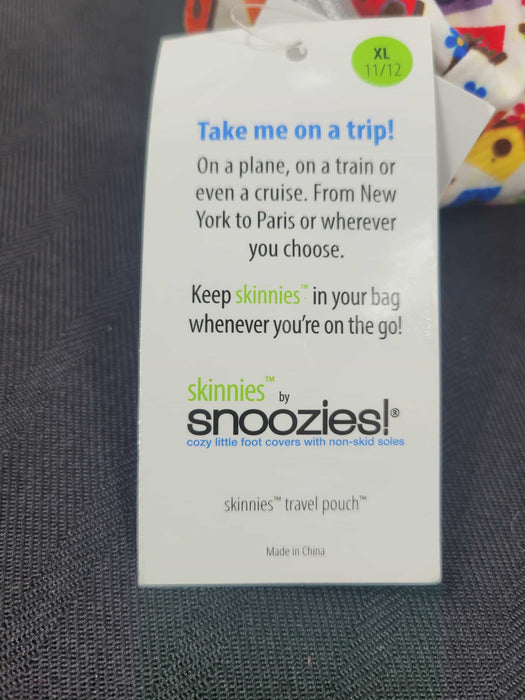 XL
11/12
Take me on a trip!
On a plane, on a train or
even a cruise. From New
York to Paris or wherever
you choose.
Keep skinnies™ in your bag
whenever you're on the go!
skinnies™ by
snoozies!®
cozy little foot covers with non-skid soles
skinnies™ travel pouch™
Made in China